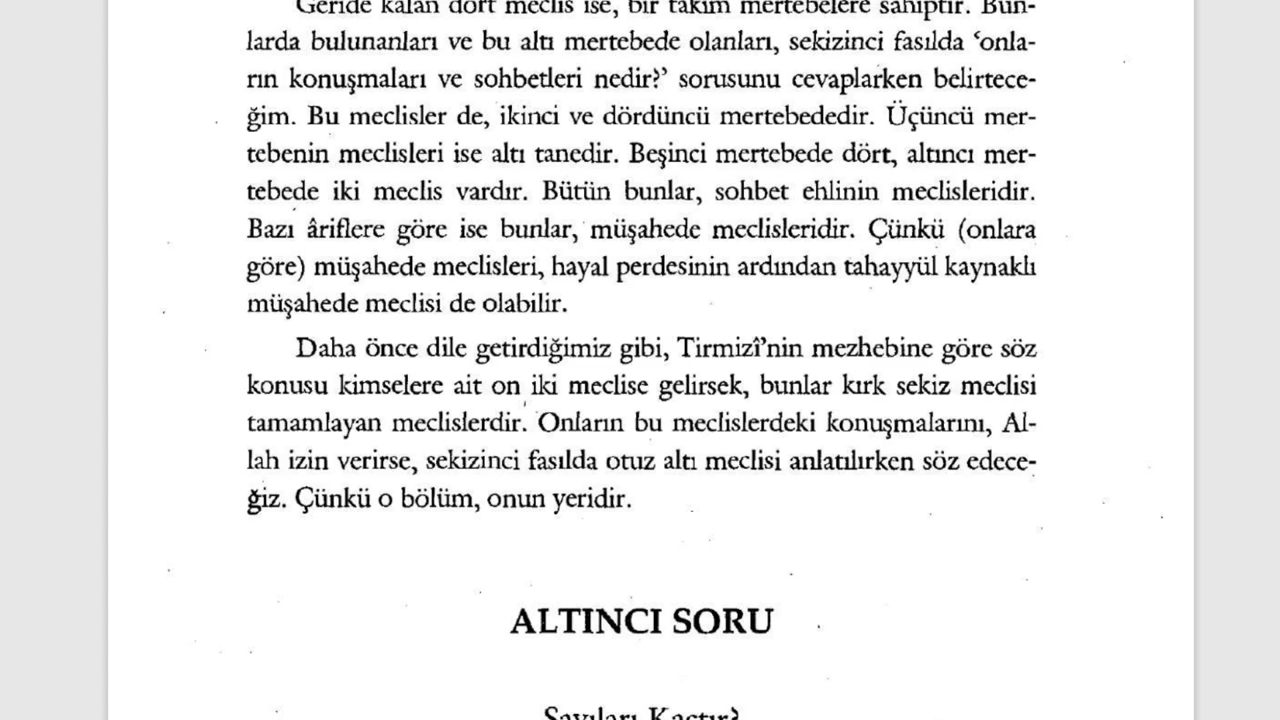 Geride kalan dört meclis ise, bir takım mertebelere sahiptir. Bun-
larda bulunanları ve bu altı mertebede olanları, sekizinci fasılda ‘onla-
rın konuşmaları ve sohbetleri nedir?’ sorusunu cevaplarken belirtece-
ğim. Bu meclisler de, ikinci ve dördüncü mertebededir. Üçüncü mer-
tebenin meclisleri ise altı tanedir. Beşinci mertebede dört, altıncı mer-
tebede iki meclis vardır. Bütün bunlar, sohbet ehlinin meclisleridir.
Bazı âriflere göre ise bunlar, müşahede meclisleridir. Çünkü (onlara
göre) müşahede meclisleri, hayal perdesinin ardından tahayyül kaynaklı
müşahede meclisi de olabilir.
Daha önce dile getirdiğimiz gibi, Tirmizî’nin mezhebine göre söz
konusu kimselere ait on iki meclise gelirsek, bunlar kırk sekiz meclisi
tamamlayan meclislerdir. Onların bu meclislerdeki konuşmalarını, Al-
lah izin verirse, sekizinci fasılda otuz altı meclisi anlatılırken söz edece-
ğiz. Çünkü o bölüm, onun yeridir.
ALTINCI SORU
Sayıları Kaçtır?